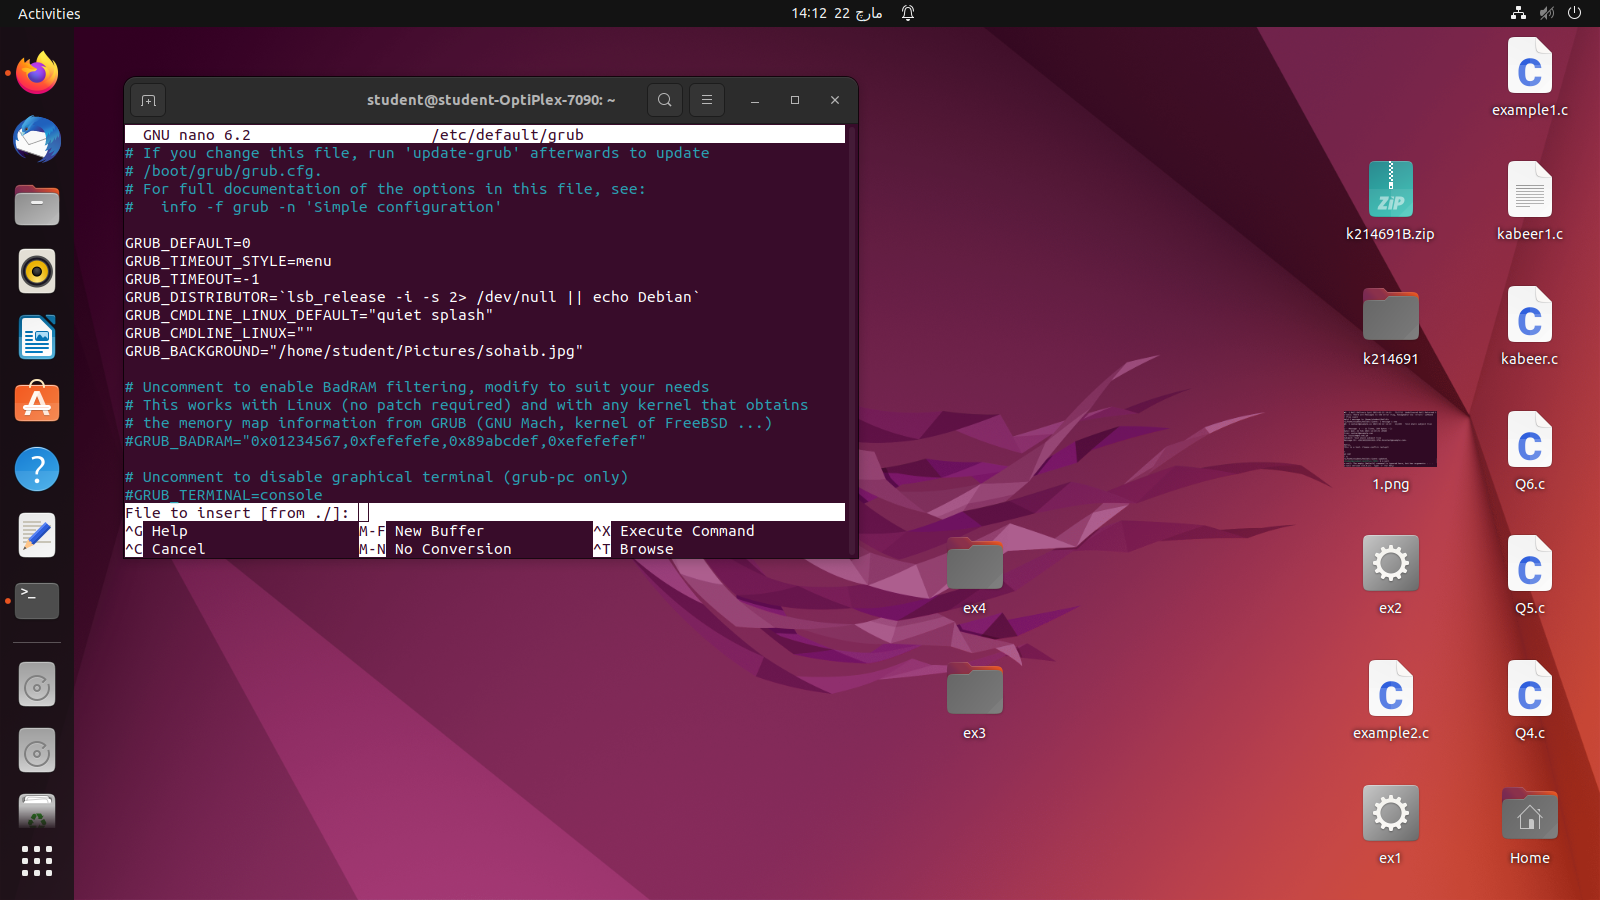 Activities
14:12  22 مارچ
student@student-OptiPlex-7090: ~
GNU nano 6.2                    /etc/default/grub
# If you change this file, run 'update-grub' afterwards to update
# /boot/grub/grub.cfg.
# For full documentation of the options in this file, see:
#   info -f grub -n 'Simple configuration'
GRUB_DEFAULT=0
GRUB_TIMEOUT_STYLE=menu
GRUB_TIMEOUT=-1
GRUB_DISTRIBUTOR=`lsb_release -i -s 2> /dev/null || echo Debian`
GRUB_CMDLINE_LINUX_DEFAULT="quiet splash"
GRUB_CMDLINE_LINUX=""
GRUB_BACKGROUND="/home/student/Pictures/sohaib.jpg"
# Uncomment to enable BadRAM filtering, modify to suit your needs
# This works with Linux (no patch required) and with any kernel that obtains
# the memory map information from GRUB (GNU Mach, kernel of FreeBSD ...)
#GRUB_BADRAM="0x01234567,0xfefefefe,0x89abcdef,0xefefefef"
# Uncomment to disable graphical terminal (grub-pc only)
#GRUB_TERMINAL=console
File to insert [from ./]:
^G Help    M-F New Buffer    ^X Execute Command
^C Cancel    M-N No Conversion    ^T Browse
example1.c
ZiP
k214691B.zip
kabeer1.c
k214691
kabeer.c
1.png
Q6.c
ex4
ex2
Q5.c
ex3
example2.c
Q4.c
ex1
Home